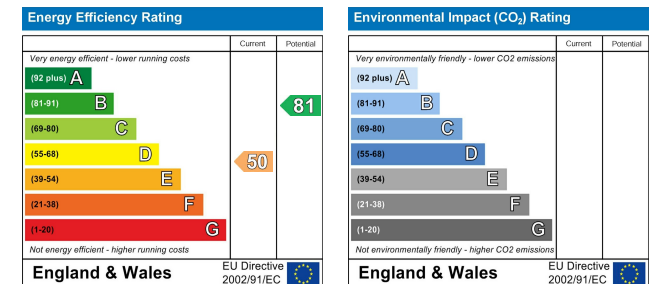 Energy Efficiency Rating
Current Potential
Very energy efficient - lower running costs
(92 plus) A
(81-91) B
81
(69-80) C
(55-68) D
50
(39-54) E
(21-38) F
(1-20) G
Not energy efficient - higher running costs
England & Wales
EU Directive
2002/91/EC
Environmental Impact (CO₂) Rating
Current Potential
Very environmentally friendly - lower CO2 emissions
(92 plus) A
(81-91) B
(69-80) C
(55-68) D
(39-54) E
(21-38) F
(1-20) G
Not environmentally friendly - higher CO2 emissions
England & Wales
EU Directive
2002/91/EC